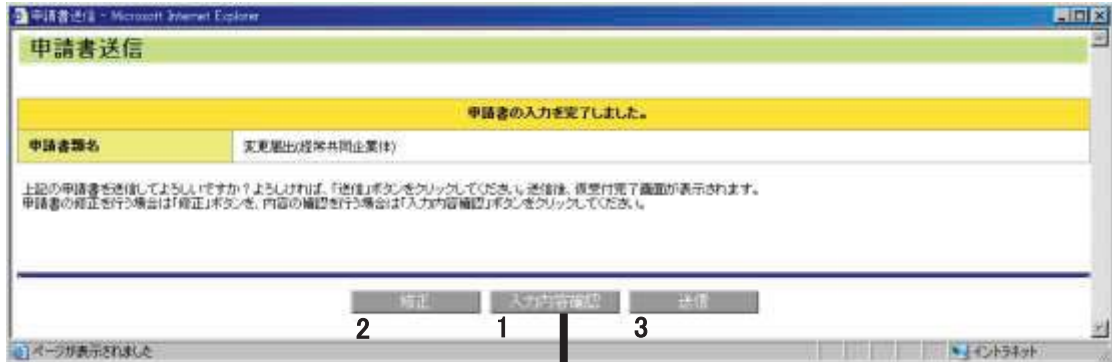 申請書送信 - Microsoft Internet Explorer
申請書送信
申請書の入力を完了しました。
申請書類名 変更届出(経常共同企業体)
上記の申請書を送信してよろしいですか？よろしければ、「送信」ボタンをクリックしてください。送信後、仮受付完了画面が表示されます。
申請書の修正を行う場合は「修正」ボタンを、内容の確認を行う場合は「入力内容確認」ボタンをクリックしてください。
修正 入力内容確認 送信
2 1 3
ページが表示されました イントラネット